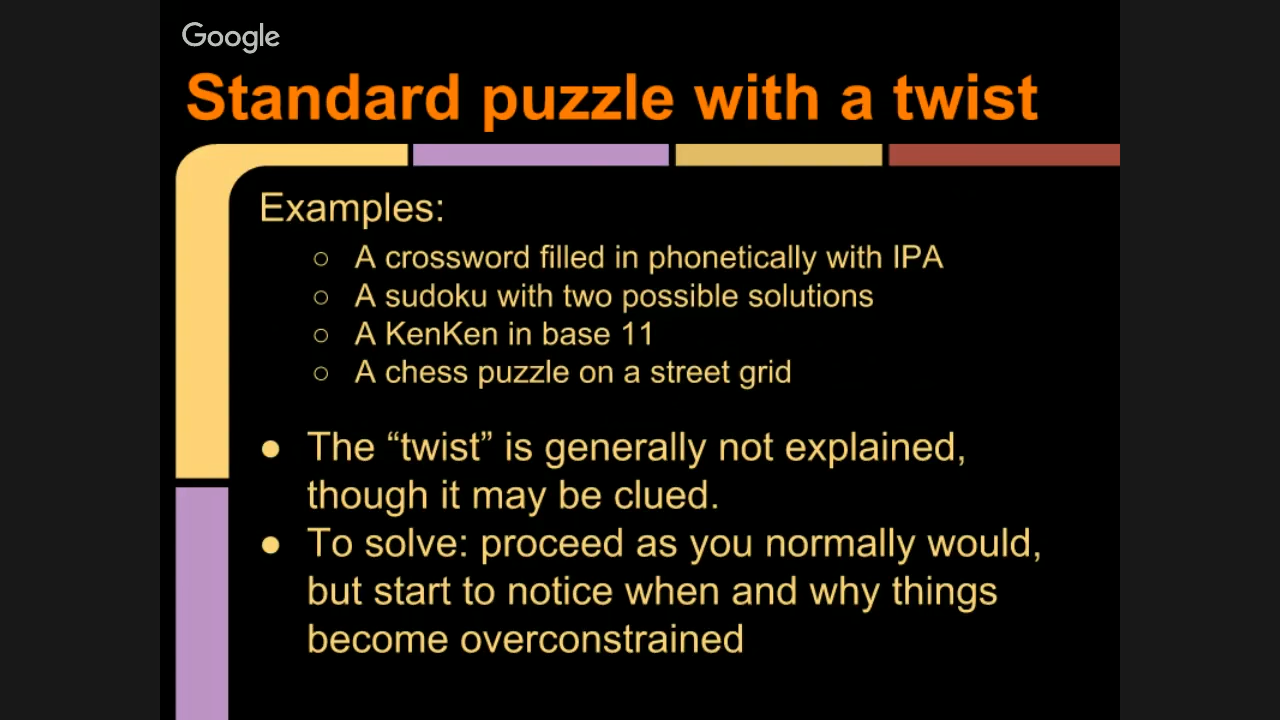 Google
Standard puzzle with a twist
Examples:
○ A crossword filled in phonetically with IPA
○ A sudoku with two possible solutions
○ A KenKen in base 11
○ A chess puzzle on a street grid
● The “twist” is generally not explained,
though it may be clued.
● To solve: proceed as you normally would,
but start to notice when and why things
become overconstrained